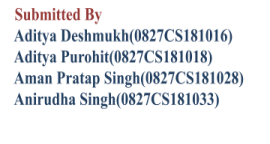 Submitted By
Aditya Deshmukh(0827CS181016)
Aditya Purohit(0827CS181018)
Aman Pratap Singh(0827CS181028)
Anirudha Singh(0827CS181033)